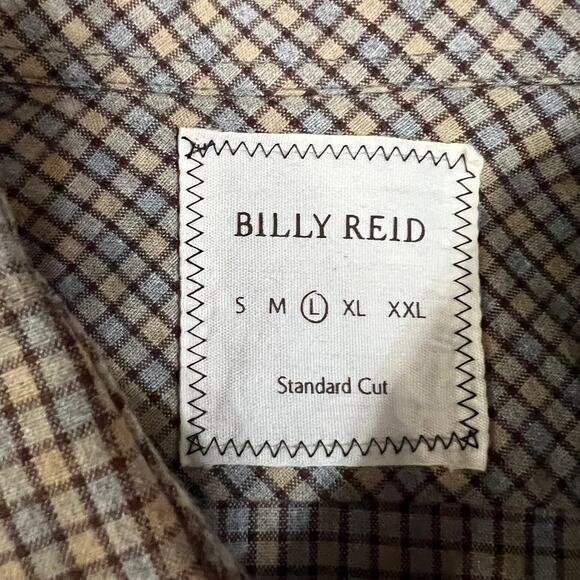 BILLY REID
S M L XL XXL
Standard Cut